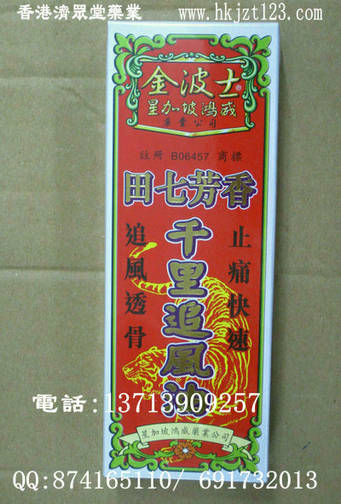 香港濟眾堂藥業
www.hkjzt123.com
金波士
星加坡鴻威
藥業公司
註冊 B06457 商標
田七芳香
止痛快速
千里追風油
追風透骨
電話:13713909257
星加坡鴻威藥業公司
QQ:874165110/ 691732013